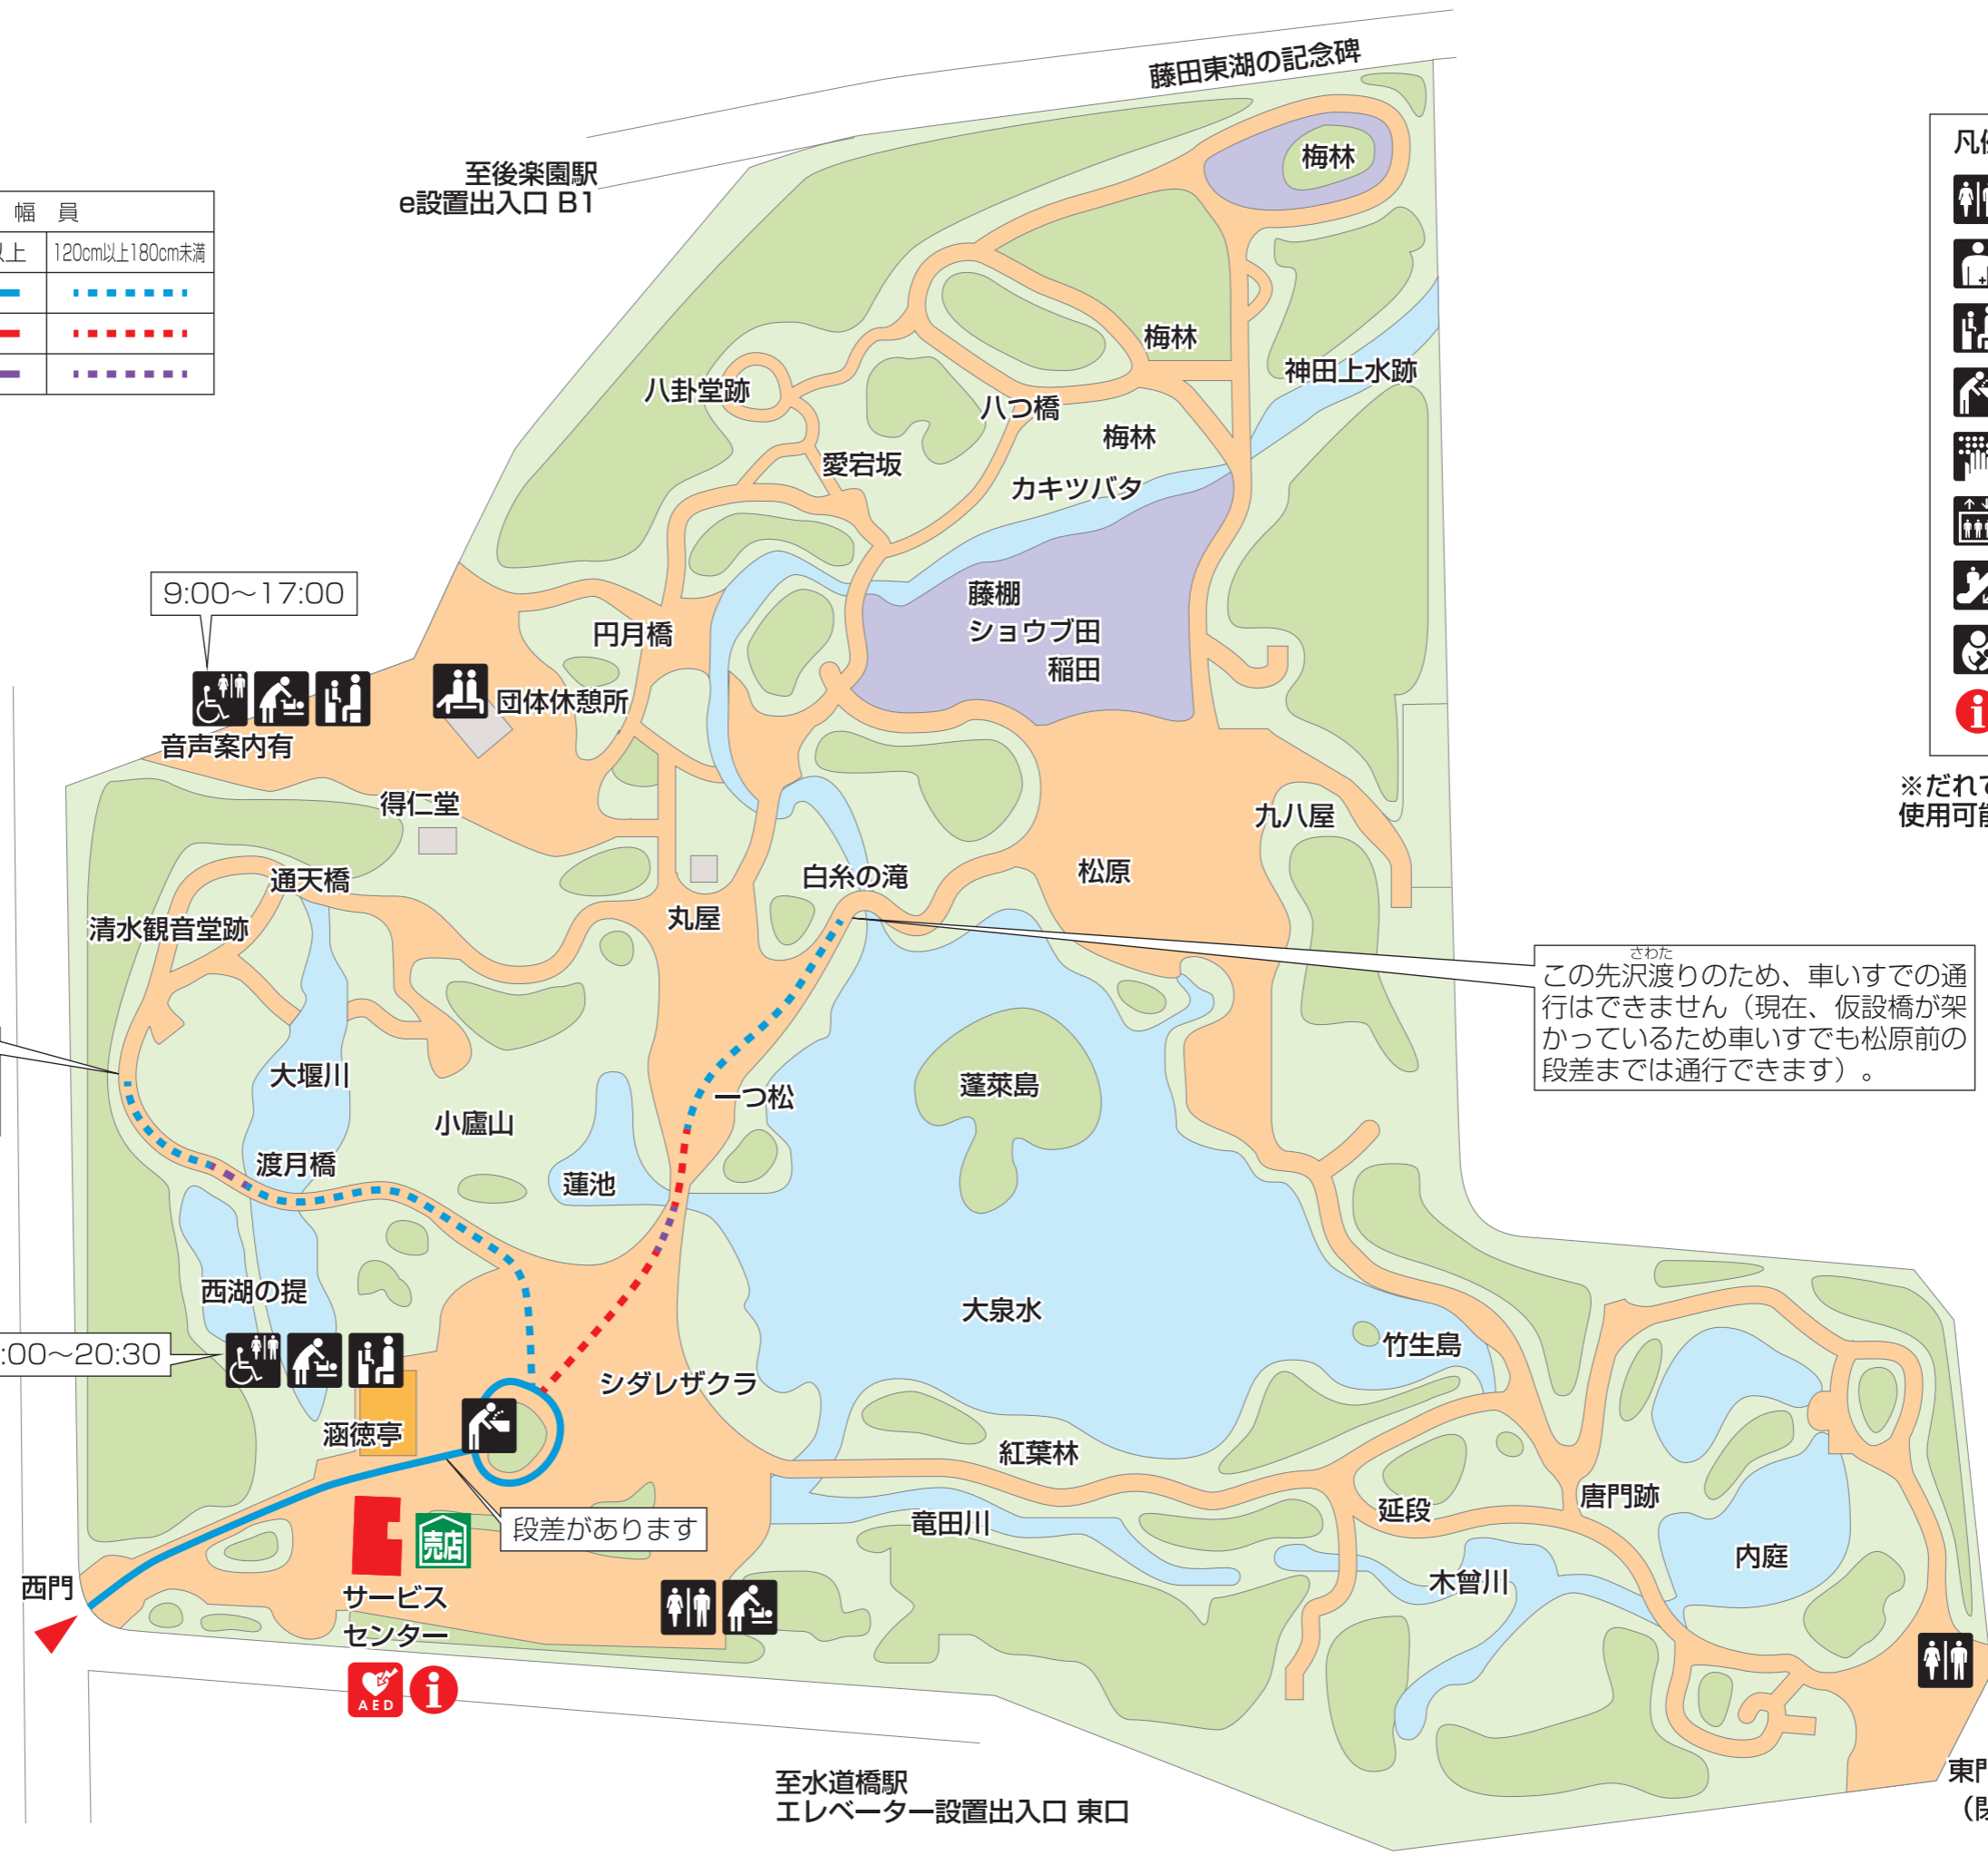 藤田東湖の記念碑
至後楽園駅
e設置出入口 B1
幅 員
以上
120cm以上180cm未満
梅林
梅林
神田上水跡
八卦堂跡
八つ橋
梅林
愛宕坂
カキツバタ
藤棚
ショウブ田
稲田
9:00〜17:00
円月橋
団体休憩所
音声案内有
得仁堂
九八屋
通天橋
白糸の滝
松原
丸屋
清水観音堂跡
さわた
この先沢渡りのため、車いすでの通
行はできません（現在、仮設橋が架
かっているため車いすでも松原前の
段差までは通行できます）。
大堰川
一つ松
蓬萊島
小廬山
渡月橋
蓮池
西湖の提
大泉水
竹生島
:00〜20:30
シダレザクラ
涵徳亭
紅葉林
延段
唐門跡
段差があります
竜田川
売店
内庭
木曾川
西門
サービス
センター
AED
i
至水道橋駅
エレベーター設置出入口 東口
東門
（閉
凡例
i
※だれで
使用可能